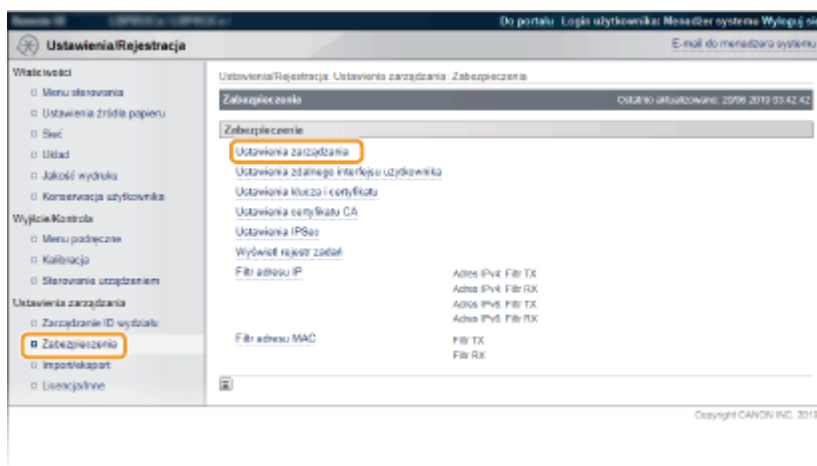 Do portalu Login użytkownika: Menadżer systemu Wyloguj si
Ustawienia/Rejestracja
E-mail do menadżera systemu
Właściwości
Menu sterowania
Ustawienia źródła papieru
Sieć
Układ
Jakość wydruku
Konserwacja użytkownika
Wyjście/Kontrola
Menu podręczne
Kalibracja
Sterowanie urządzeniem
Ustawienia zarządzania
Zarządzanie ID wydziału
Zabezpieczenia
Import/eksport
Licencja/Inne
Ustawienia/Rejestracja: Ustawienia zarządzania: Zabezpieczenia
Zabezpieczenia
Ostatnio aktualizowano: 20/06 2019 03:42:42
Zabezpieczenia
Ustawienia zarządzania
Ustawienia zdalnego interfejsu użytkownika
Ustawienia klucza i certyfikatu
Ustawienia certyfikatu CA
Ustawienia IPSec
Wyświetl rejestr zadań
Filtr adresu IP
Adres IPv4: Filtr TX
Adres IPv4: Filtr RX
Adres IPv6: Filtr TX
Adres IPv6: Filtr RX
Filtr adresu MAC
Filtr TX
Filtr RX
Copyright CANON INC. 2019